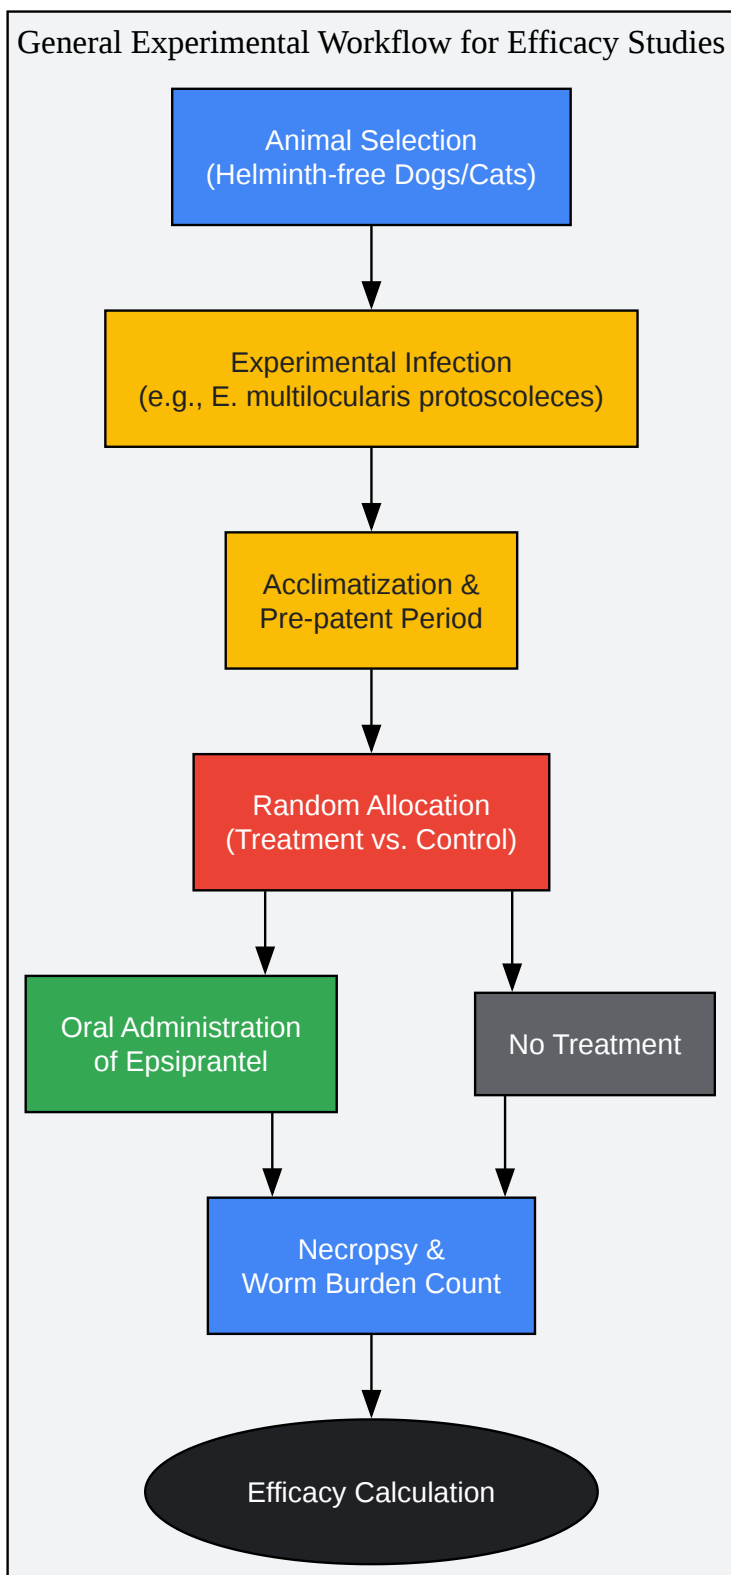 General Experimental Workflow for Efficacy Studies
Animal Selection
(Helminth-free Dogs/Cats)
Experimental Infection
(e.g., E. multilocularis protoscoleces)
Acclimatization &
Pre-patent Period
Random Allocation
(Treatment vs. Control)
Oral Administration
of Epsiprantel
No Treatment
Necropsy &
Worm Burden Count
Efficacy Calculation